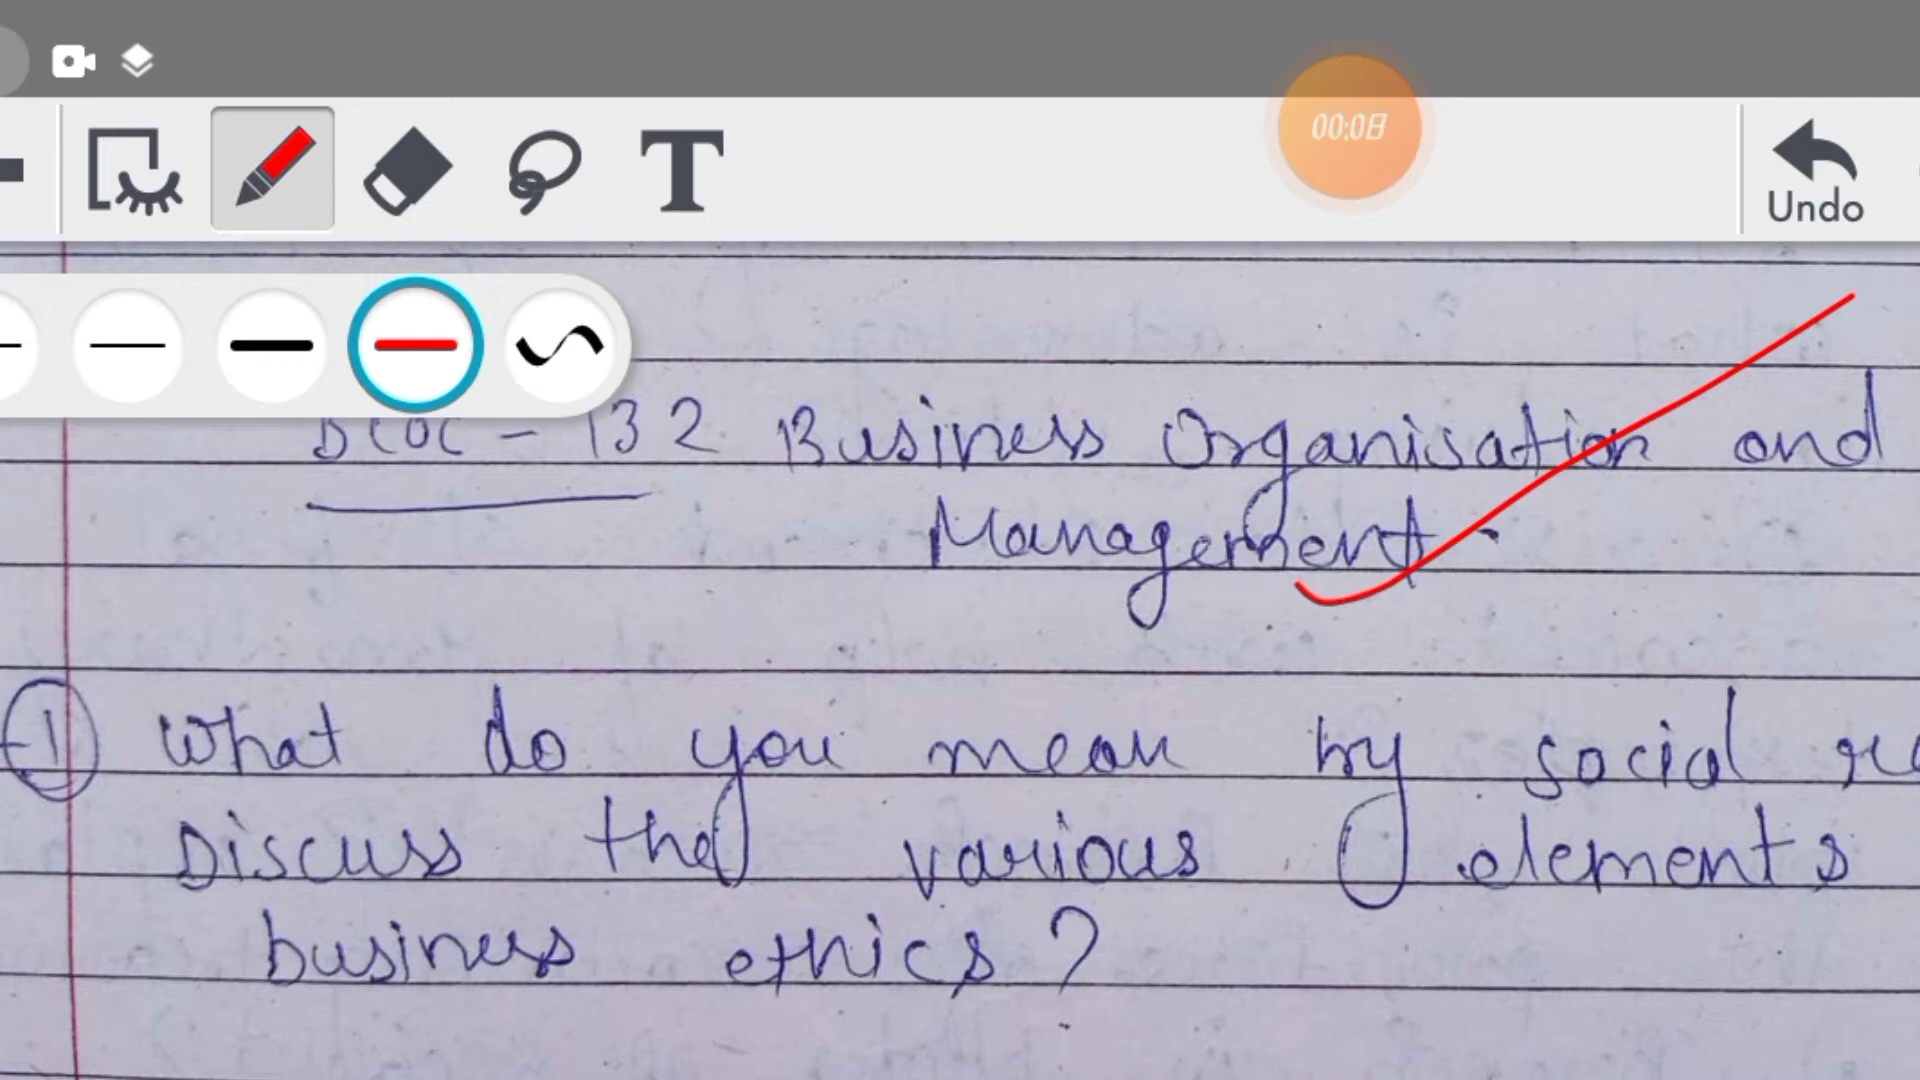 00:08
Undo
132 Business Organisation and
Management.
1 What do you mean by social
Discuss the various elements
business ethics?